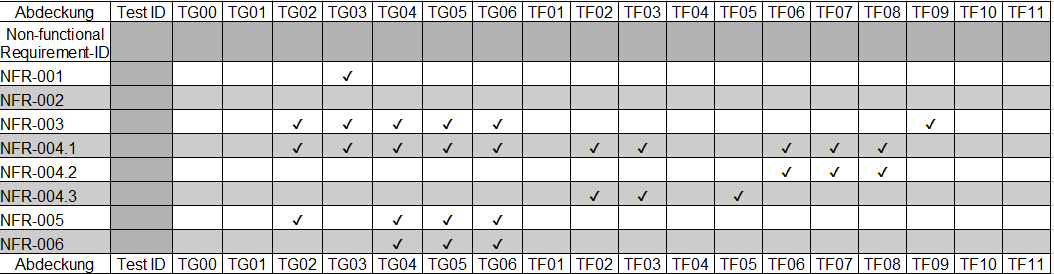 Abdeckung Test ID TG00 TG01 TG02 TG03 TG04 TG05 TG06 TF01 TF02 TF03 TF04 TF05 TF06 TF07 TF08 TF09 TF10 TF11
Non-functional
Requirement-ID
NFR-001 ✓
NFR-002
NFR-003 ✓ ✓ ✓ ✓ ✓ ✓
NFR-004.1 ✓ ✓ ✓ ✓ ✓ ✓ ✓ ✓ ✓ ✓
NFR-004.2 ✓ ✓ ✓
NFR-004.3 ✓ ✓ ✓
NFR-005 ✓ ✓ ✓ ✓
NFR-006 ✓ ✓ ✓
Abdeckung Test ID TG00 TG01 TG02 TG03 TG04 TG05 TG06 TF01 TF02 TF03 TF04 TF05 TF06 TF07 TF08 TF09 TF10 TF11